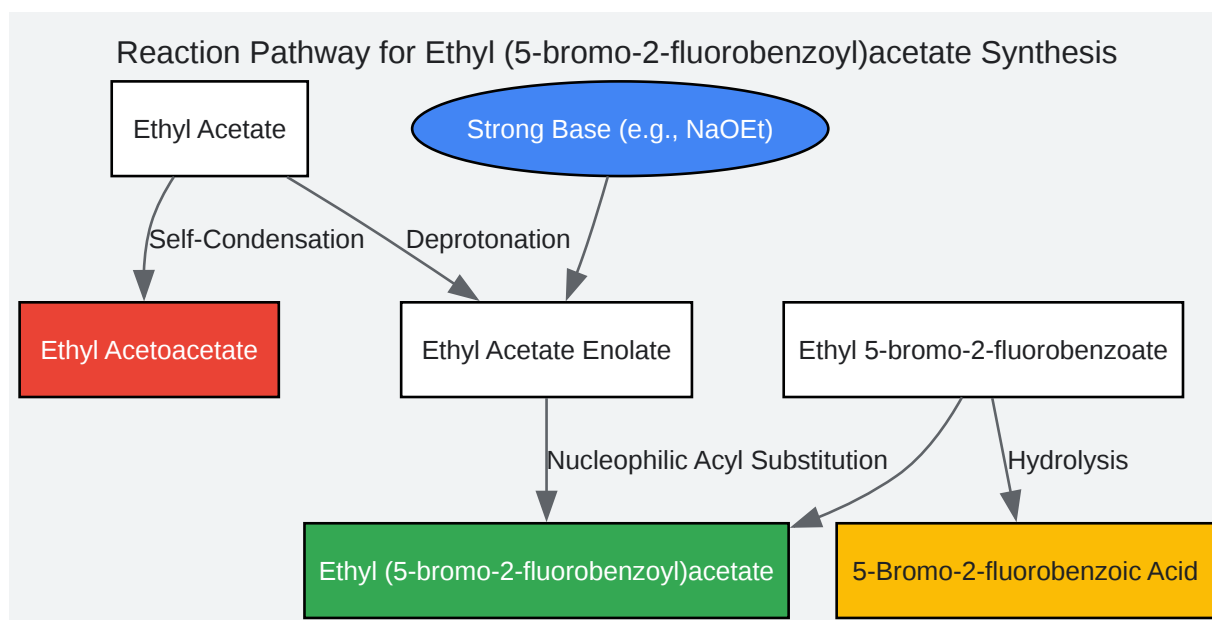 Reaction Pathway for Ethyl (5-bromo-2-fluorobenzoyl)acetate Synthesis
Ethyl Acetate
Strong Base (e.g., NaOEt)
Self-Condensation
Deprotonation
Ethyl Acetoacetate
Ethyl Acetate Enolate
Ethyl 5-bromo-2-fluorobenzoate
Nucleophilic Acyl Substitution
Hydrolysis
Ethyl (5-bromo-2-fluorobenzoyl)acetate
5-Bromo-2-fluorobenzoic Acid